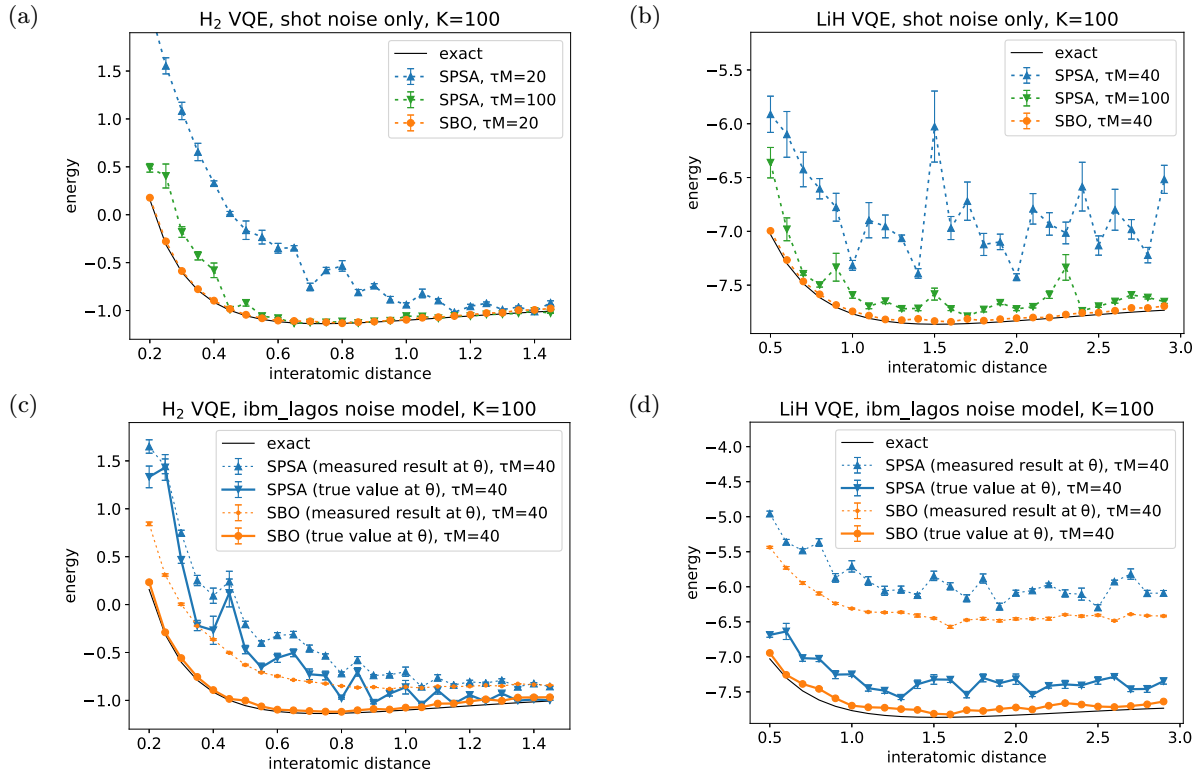 (a)
H₂ VQE, shot noise only, K=100
exact
SPSA, τM=20
SPSA, τM=100
SBO, τM=20
energy
1.5
1.0
0.5
0.0
−0.5
−1.0
0.2 0.4 0.6 0.8 1.0 1.2 1.4
interatomic distance
(b)
LiH VQE, shot noise only, K=100
exact
SPSA, τM=40
SPSA, τM=100
SBO, τM=40
energy
−5.5
−6.0
−6.5
−7.0
−7.5
0.5 1.0 1.5 2.0 2.5 3.0
interatomic distance
(c)
H₂ VQE, ibm_lagos noise model, K=100
exact
SPSA (measured result at θ), τM=40
SPSA (true value at θ), τM=40
SBO (measured result at θ), τM=40
SBO (true value at θ), τM=40
energy
1.5
1.0
0.5
0.0
−0.5
−1.0
0.2 0.4 0.6 0.8 1.0 1.2 1.4
interatomic distance
(d)
LiH VQE, ibm_lagos noise model, K=100
exact
SPSA (measured result at θ), τM=40
SPSA (true value at θ), τM=40
SBO (measured result at θ), τM=40
SBO (true value at θ), τM=40
energy
−4.0
−4.5
−5.0
−5.5
−6.0
−6.5
−7.0
−7.5
0.5 1.0 1.5 2.0 2.5 3.0
interatomic distance